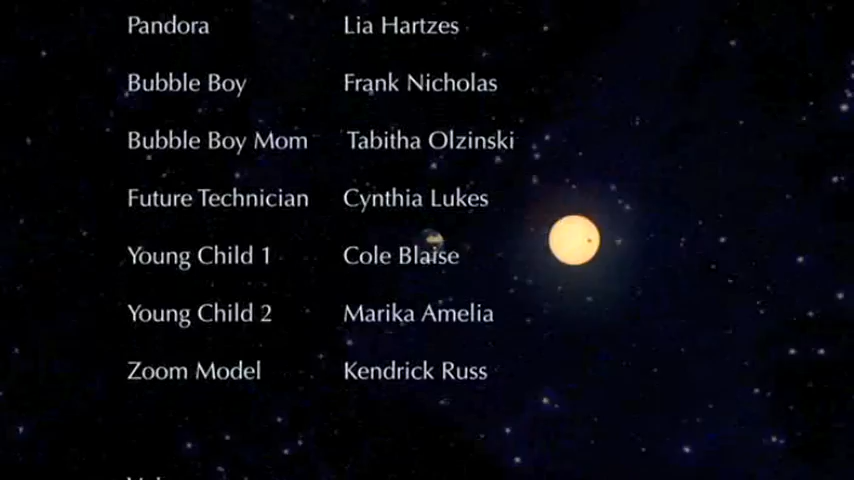 Pandora Lia Hartzes
Bubble Boy Frank Nicholas
Bubble Boy Mom Tabitha Olzinski
Future Technician Cynthia Lukes
Young Child 1 Cole Blaise
Young Child 2 Marika Amelia
Zoom Model Kendrick Russ